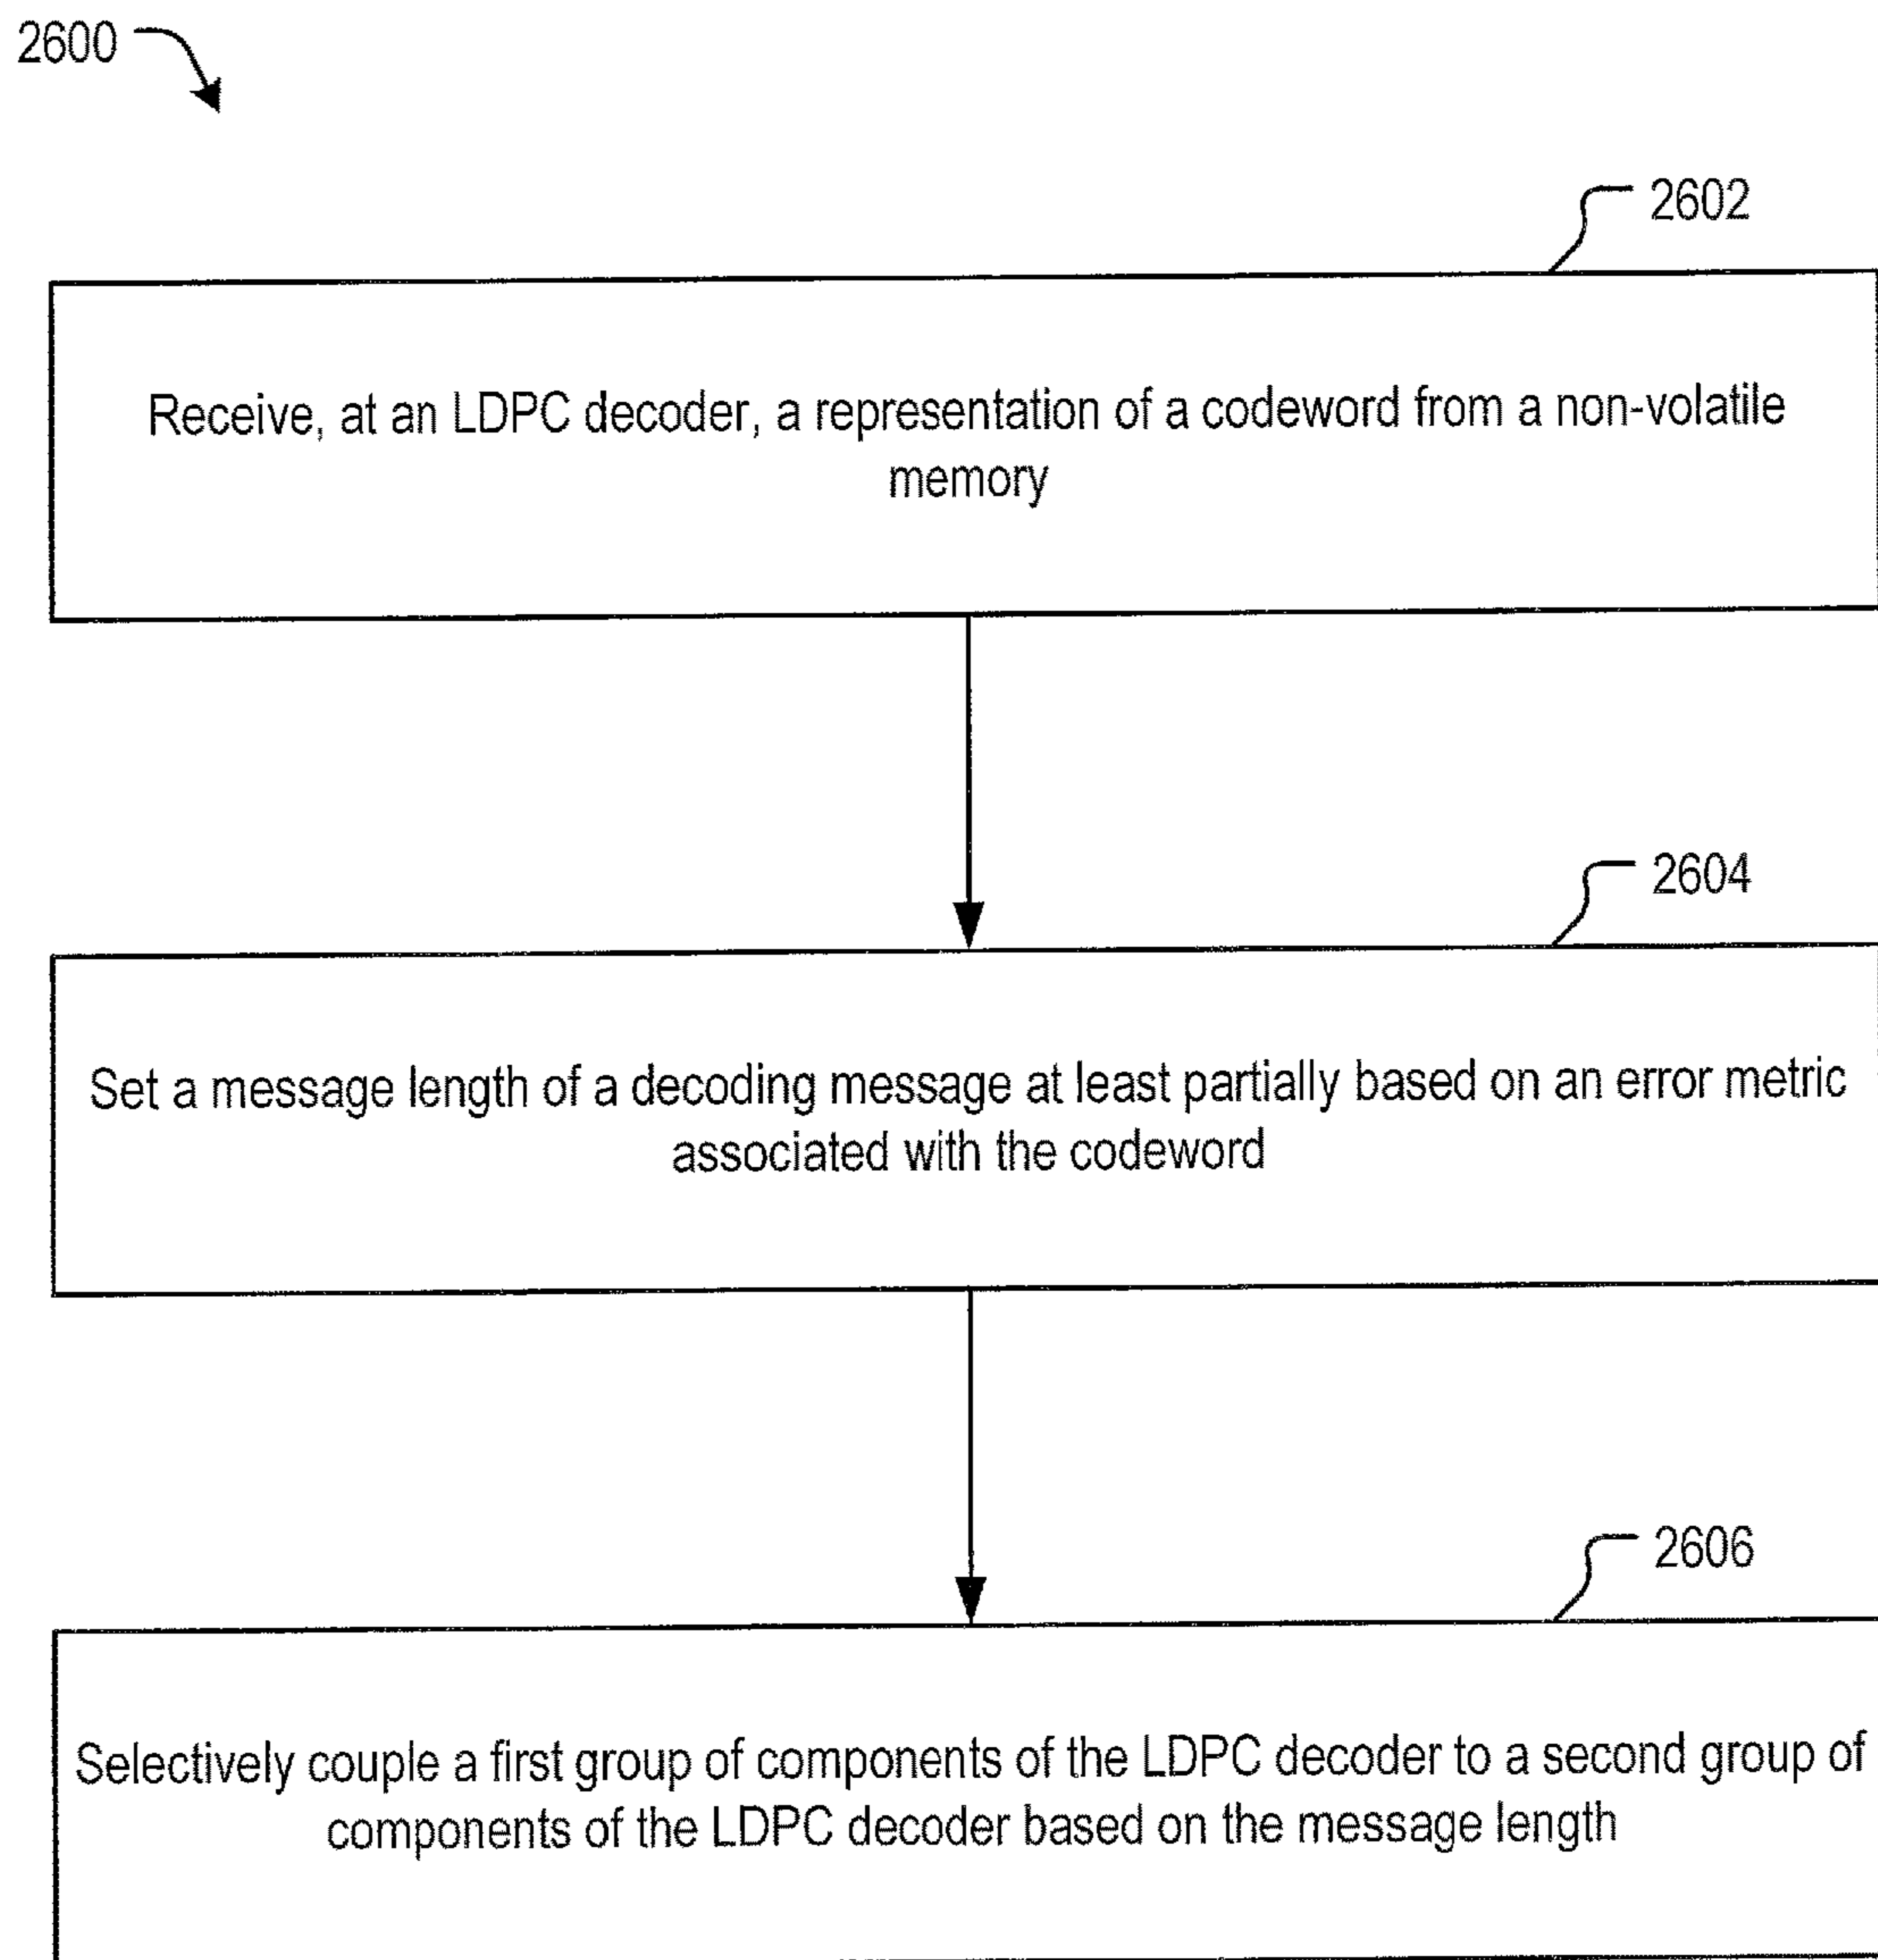 2600
2602
Receive, at an LDPC decoder, a representation of a codeword from a non-volatile
memory
2604
Set a message length of a decoding message at least partially based on an error metric
associated with the codeword
2606
Selectively couple a first group of components of the LDPC decoder to a second group of
components of the LDPC decoder based on the message length